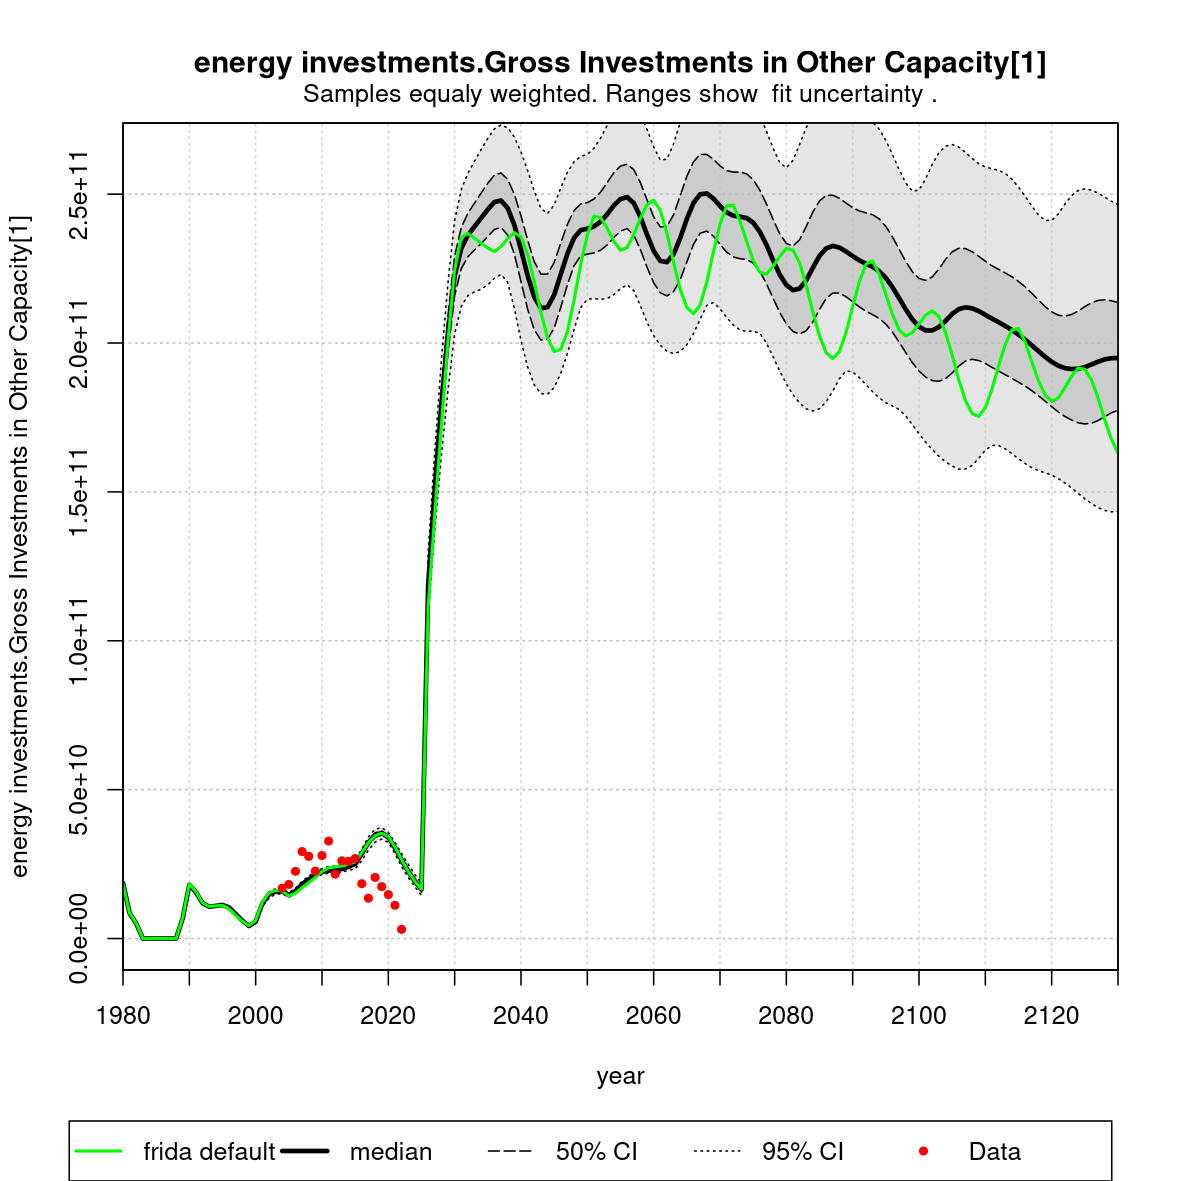 energy investments.Gross Investments in Other Capacity[1]
Samples equaly weighted. Ranges show  fit uncertainty .
energy investments.Gross Investments in Other Capacity[1]
2.5e+11
2.0e+11
1.5e+11
1.0e+11
5.0e+10
0.0e+00
1980 2000 2020 2040 2060 2080 2100 2120
year
frida default median 50% CI 95% CI Data